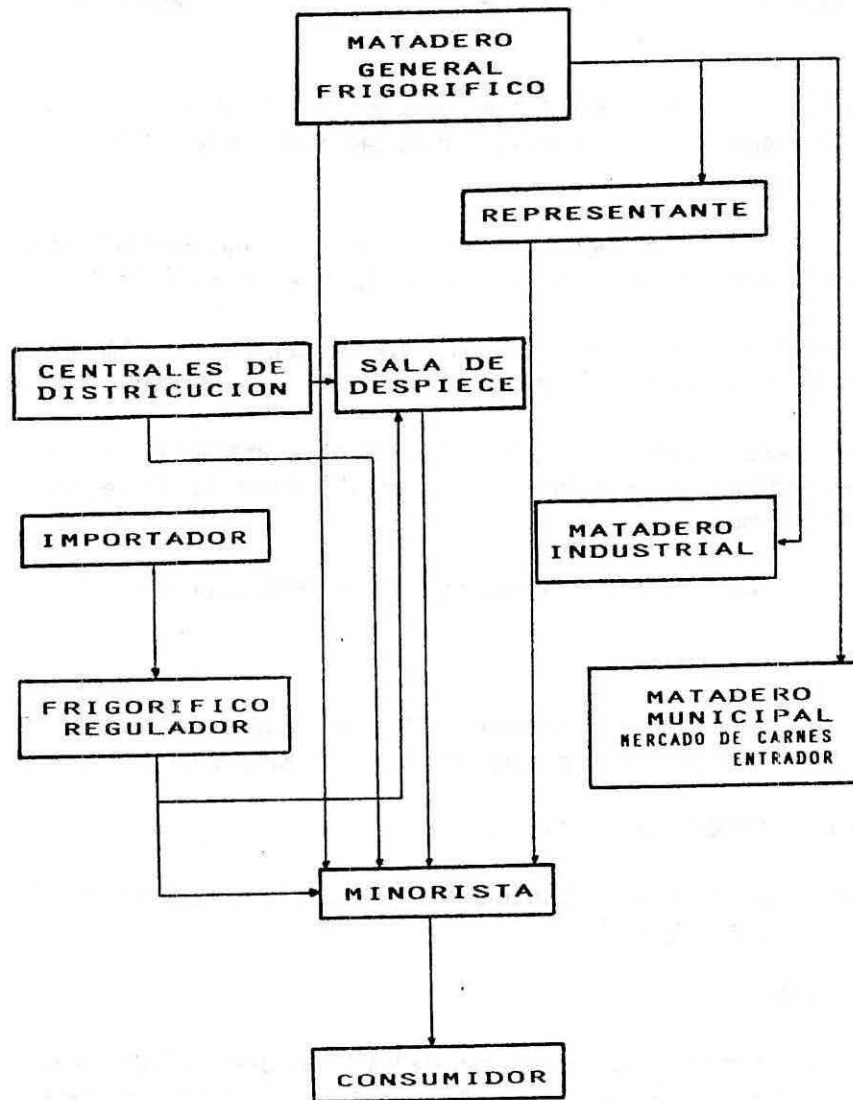 MATADERO
GENERAL
FRIGORIFICO
REPRESENTANTE
CENTRALES DE
DISTRICUCION
SALA DE
DESPIECE
IMPORTADOR
MATADERO
INDUSTRIAL
FRIGORIFICO
REGULADOR
MATADERO
MUNICIPAL
MERCADO DE CARNES
ENTRADOR
MINORISTA
CONSUMIDOR